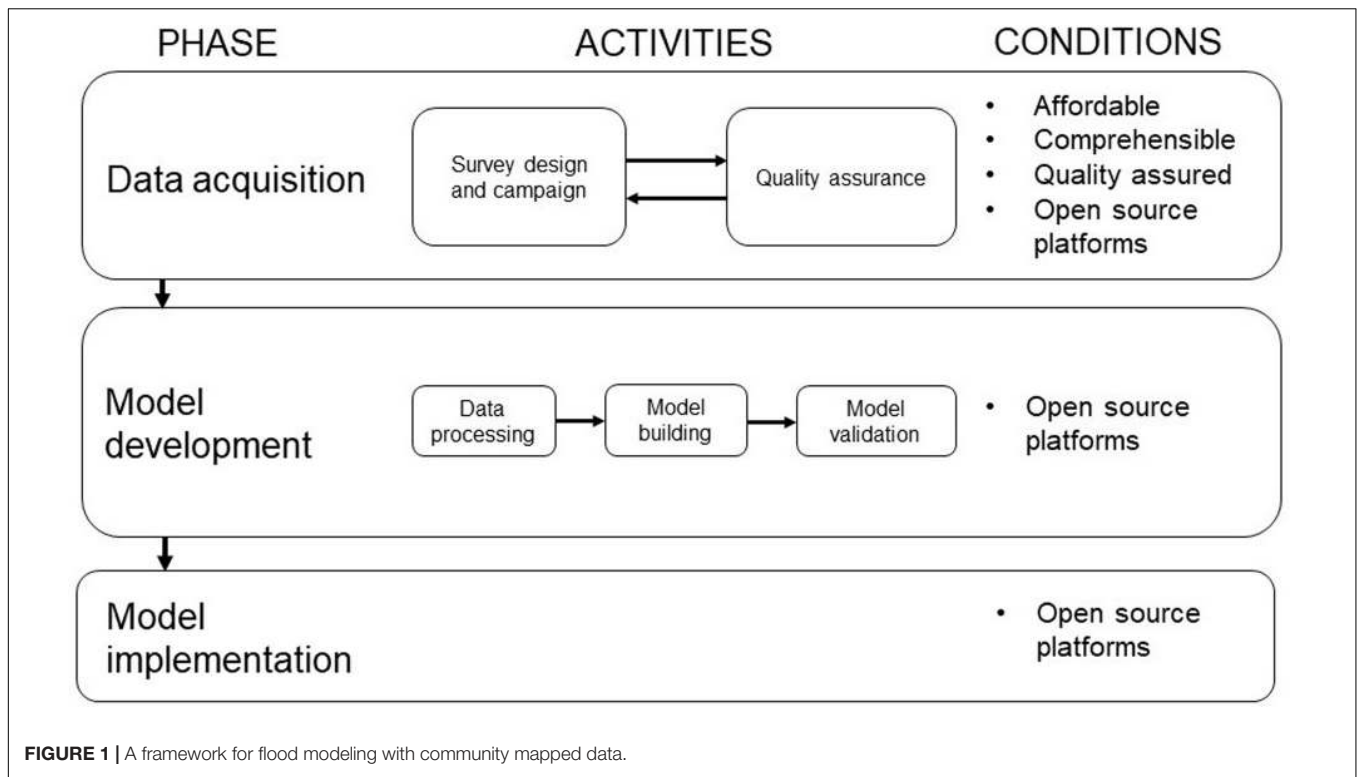 PHASE ACTIVITIES CONDITIONS
Data acquisition
Survey design
and campaign
Quality assurance
• Affordable
• Comprehensible
• Quality assured
• Open source
platforms
Model
development
Data
processing
Model
building
Model
validation
• Open source
platforms
Model
implementation
• Open source
platforms
FIGURE 1 | A framework for flood modeling with community mapped data.